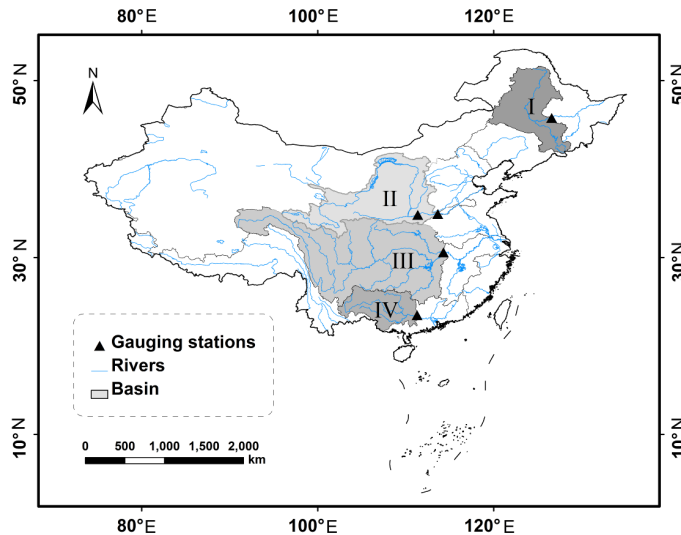 80°E 100°E 120°E
N
50°N 50°N
I
II
30°N 30°N
III
IV
Gauging stations
Rivers
Basin
10°N 10°N
0 500 1,000 1,500 2,000
km
80°E 100°E 120°E